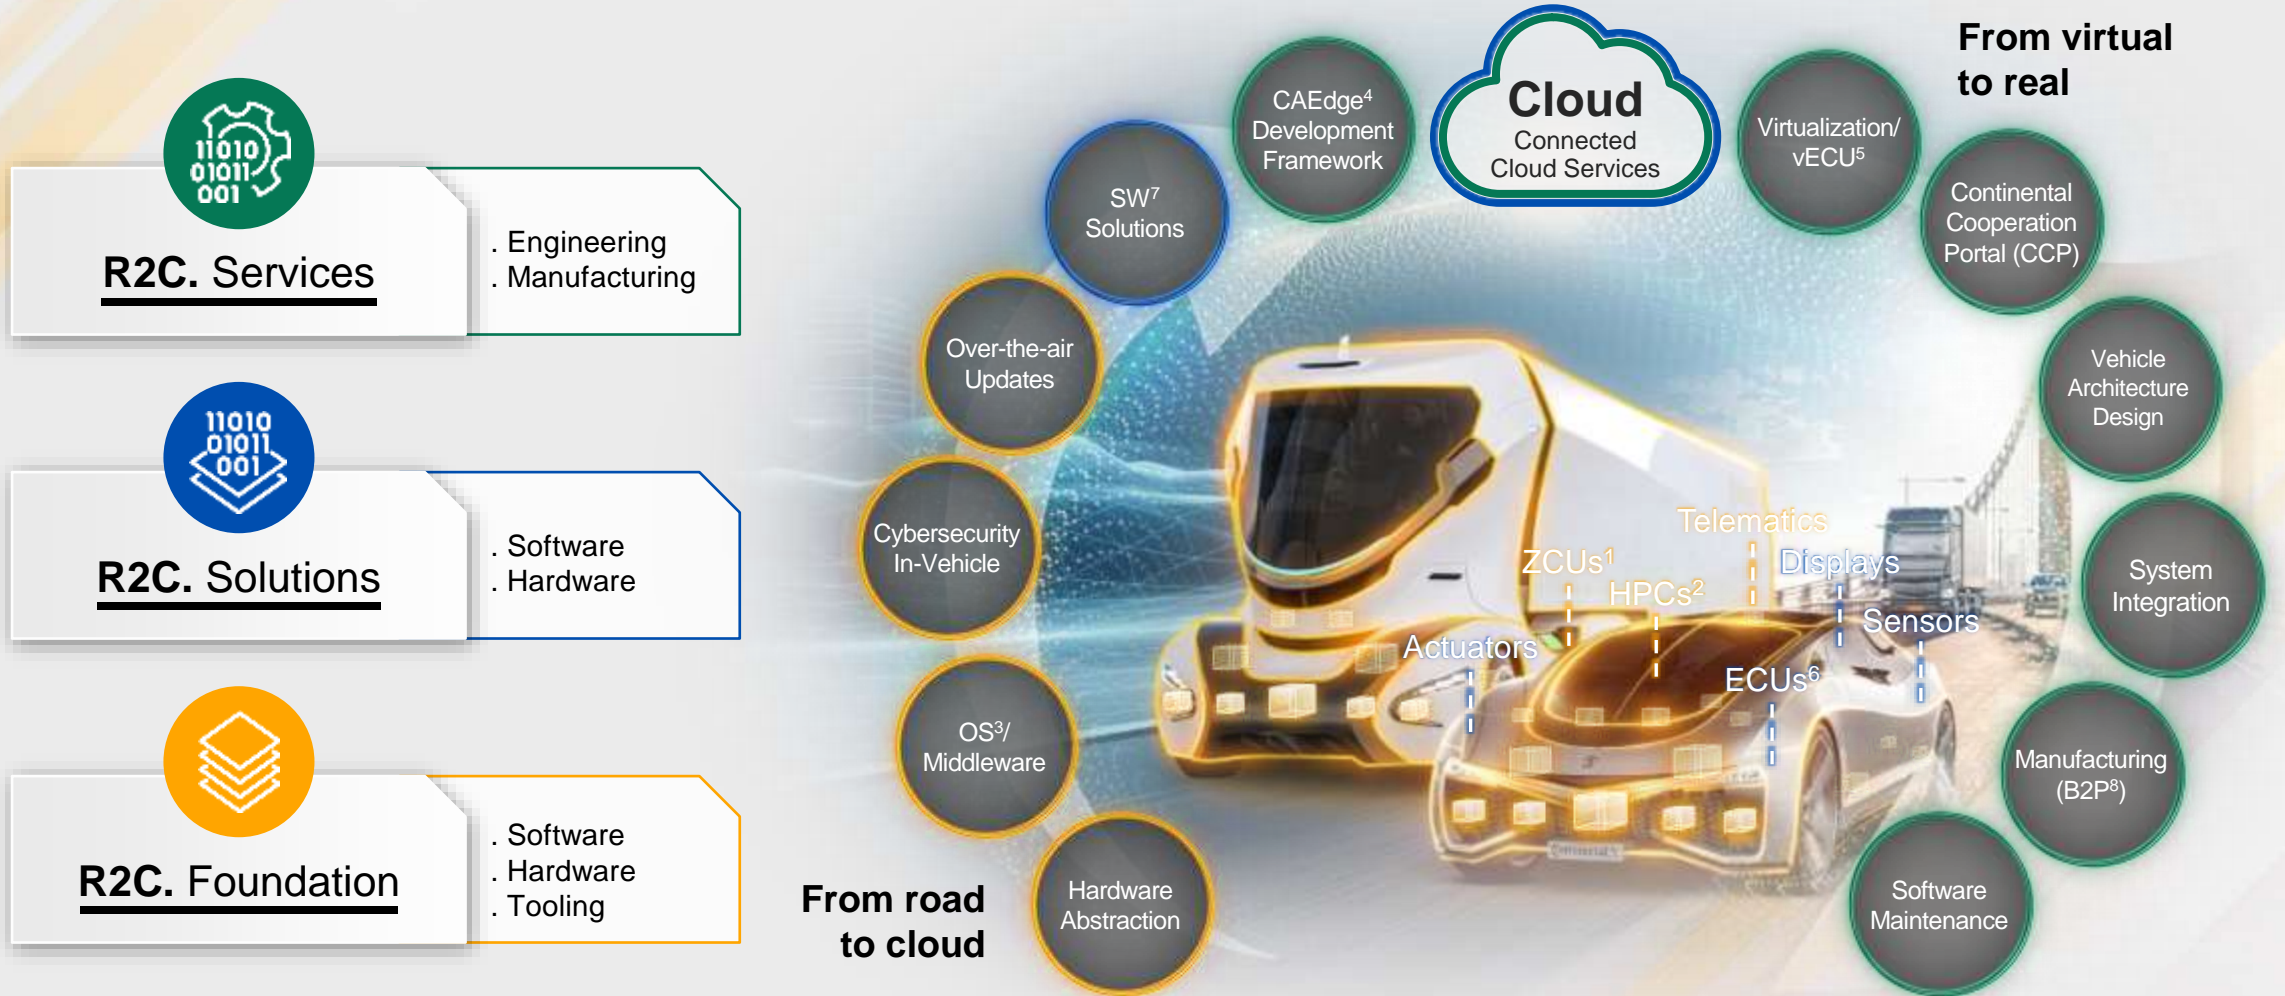 11010
01011
001
R2C. Services
. Engineering
. Manufacturing
11010
01011
001
R2C. Solutions
. Software
. Hardware
R2C. Foundation
. Software
. Hardware
. Tooling
From road
to cloud
Hardware
Abstraction
OS³/
Middleware
Cybersecurity
In-Vehicle
Over-the-air
Updates
SW⁷
Solutions
CAEdge⁴
Development
Framework
Cloud
Connected
Cloud Services
From virtual
to real
Virtualization/
vECU⁵
Continental
Cooperation
Portal (CCP)
Vehicle
Architecture
Design
System
Integration
Manufacturing
(B2P⁸)
Software
Maintenance
Telematics
ZCUs¹
Displays
HPCs²
Sensors
Actuators
ECUs⁶
Continental